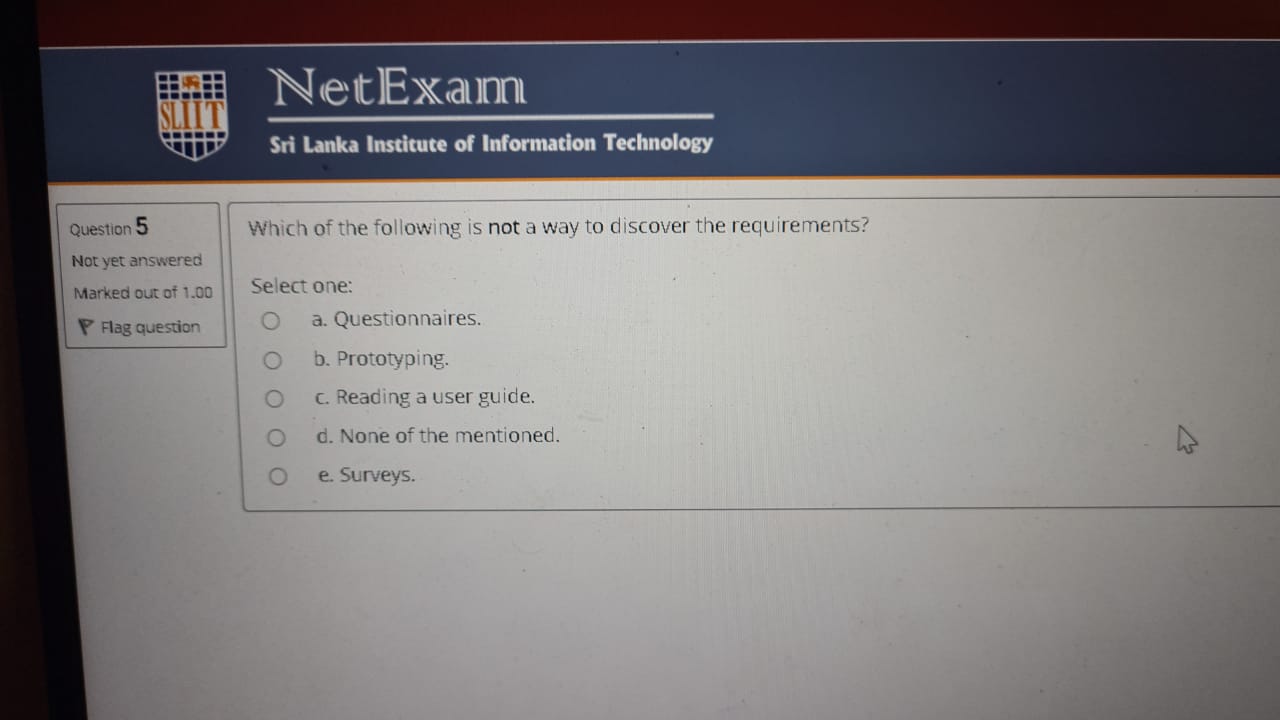 SLIIT
NetExam
Sri Lanka Institute of Information Technology
Question 5
Not yet answered
Marked out of 1.00
Flag question
Which of the following is not a way to discover the requirements?
Select one:
a. Questionnaires.
b. Prototyping.
c. Reading a user guide.
d. None of the mentioned.
e. Surveys.